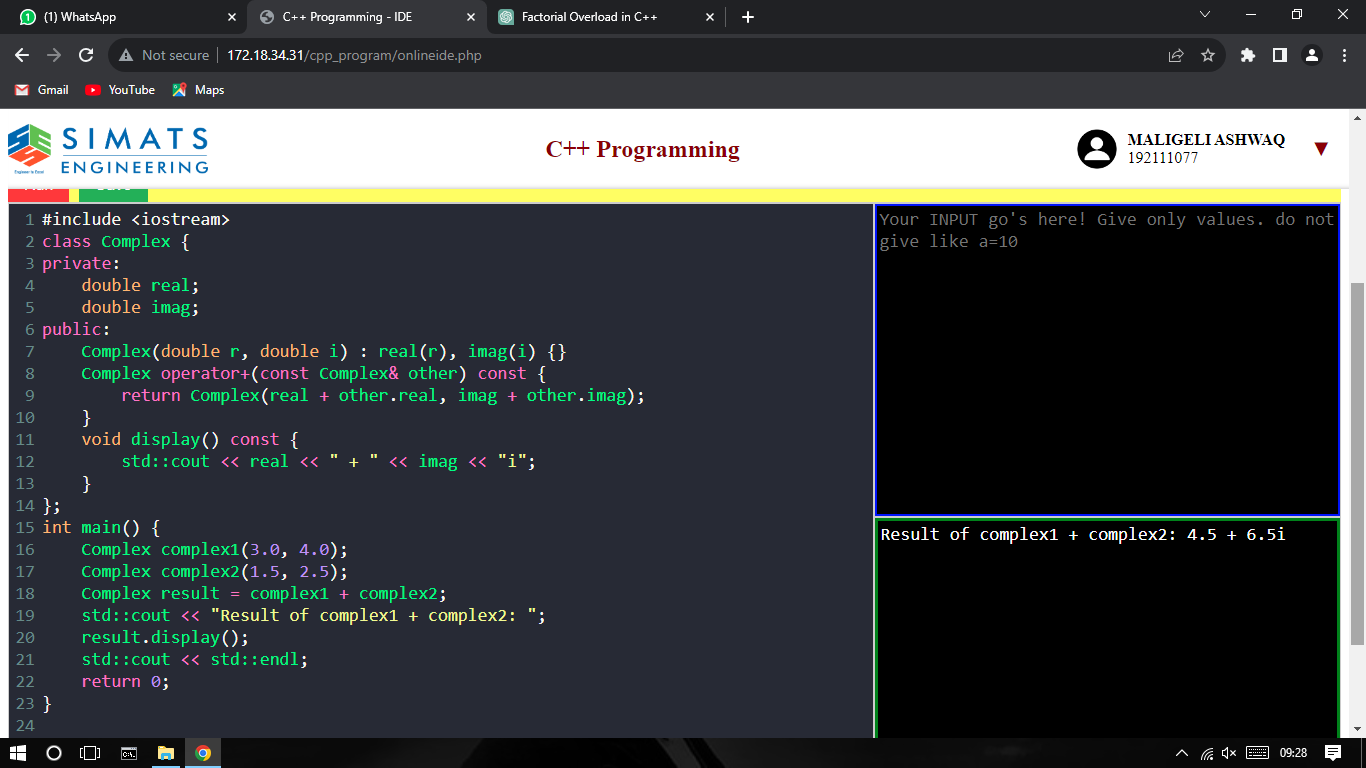 (1) WhatsApp
C++ Programming - IDE
Factorial Overload in C++
Not secure
172.18.34.31/cpp_program/onlineide.php
Gmail
YouTube
Maps
SIMATS
ENGINEERING
Engineer to Excel
C++ Programming
MALIGELI ASHWAQ
192111077
1 #include <iostream>
2 class Complex {
3 private:
4     double real;
5     double imag;
6 public:
7     Complex(double r, double i) : real(r), imag(i) {}
8     Complex operator+(const Complex& other) const {
9         return Complex(real + other.real, imag + other.imag);
10     }
11     void display() const {
12         std::cout << real << " + " << imag << "i";
13     }
14 };
15 int main() {
16     Complex complex1(3.0, 4.0);
17     Complex complex2(1.5, 2.5);
18     Complex result = complex1 + complex2;
19     std::cout << "Result of complex1 + complex2: ";
20     result.display();
21     std::cout << std::endl;
22     return 0;
23 }
24
Your INPUT go's here! Give only values. do not
give like a=10
Result of complex1 + complex2: 4.5 + 6.5i
09:28